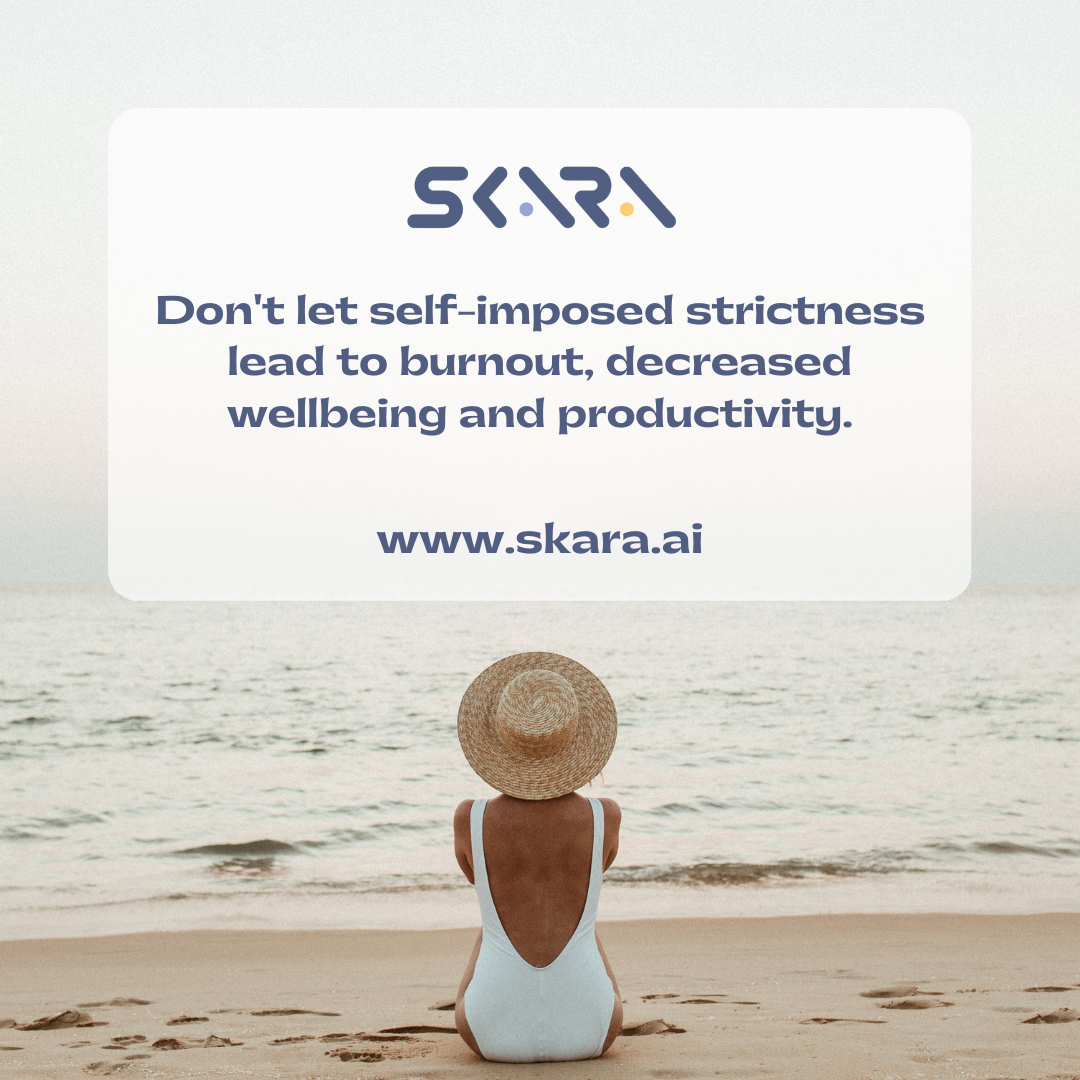 SKARA
Don't let self-imposed strictness
lead to burnout, decreased
wellbeing and productivity.
www.skara.ai